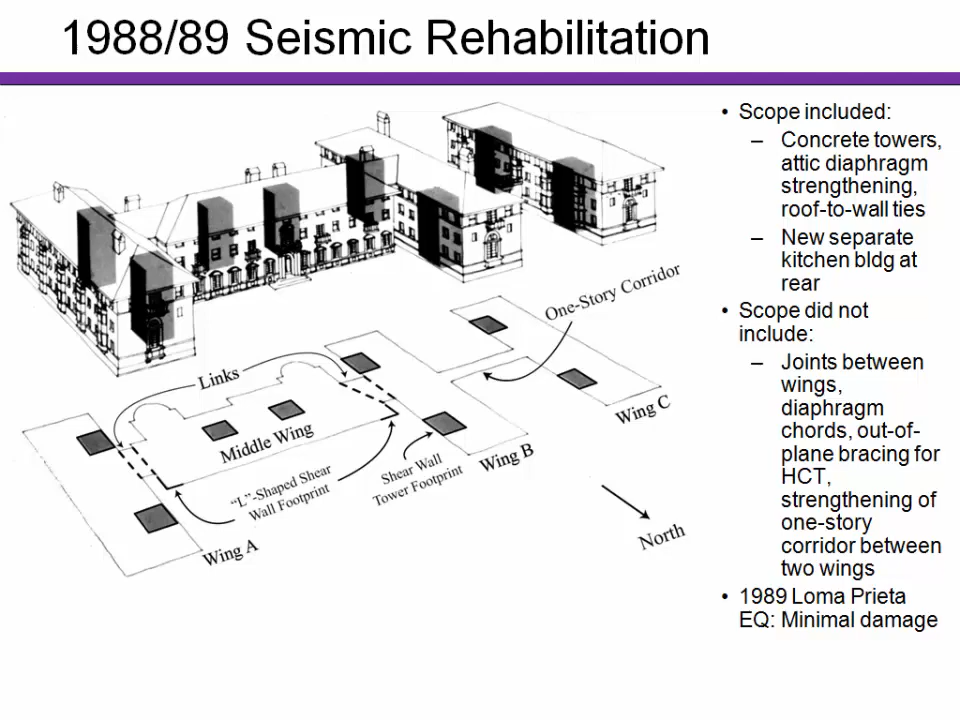 1988/89 Seismic Rehabilitation
• Scope included:
– Concrete towers,
attic diaphragm
strengthening,
roof-to-wall ties
– New separate
kitchen bldg at
rear
• Scope did not
include:
– Joints between
wings,
diaphragm
chords, out-of-
plane bracing for
HCT,
strengthening of
one-story
corridor between
two wings
• 1989 Loma Prieta
EQ: Minimal damage
One-Story Corridor
Links
Middle Wing
Wing C
Wing B
Shear Wall
Tower Footprint
"L"-Shaped Shear
Wall Footprint
Wing A
North